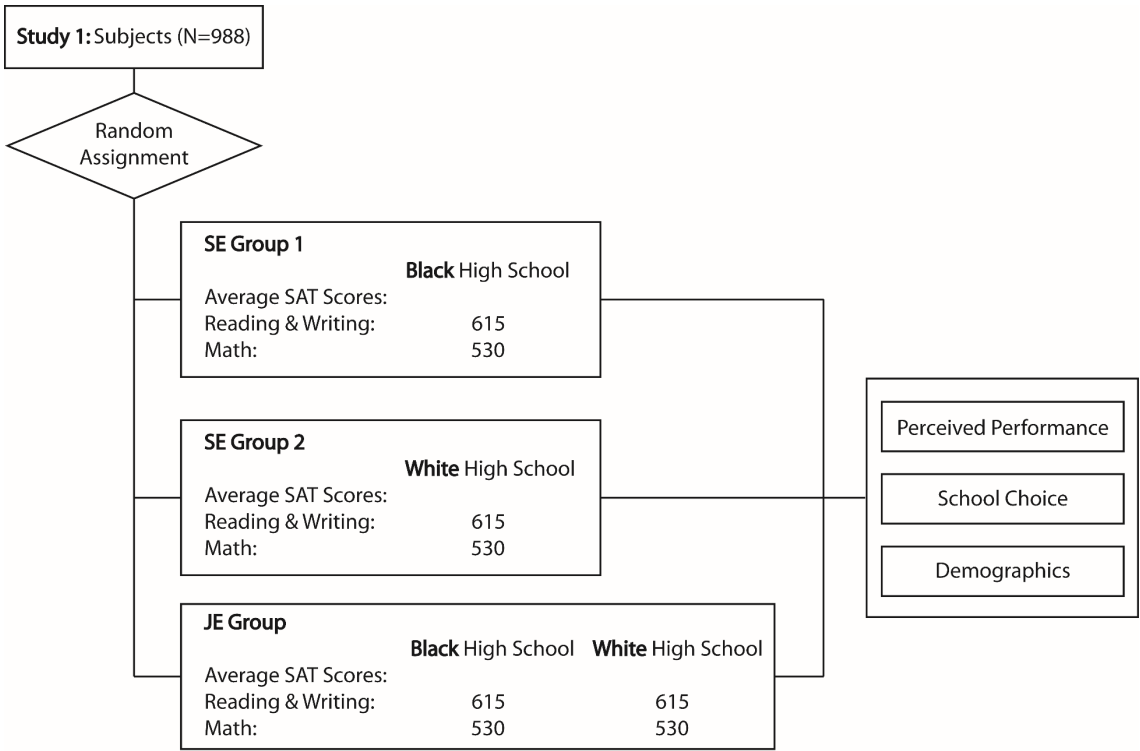 Study 1: Subjects (N=988)
Random
Assignment
SE Group 1
Black High School
Average SAT Scores:
Reading & Writing: 615
Math: 530
SE Group 2
White High School
Average SAT Scores:
Reading & Writing: 615
Math: 530
JE Group
Black High School White High School
Average SAT Scores:
Reading & Writing: 615 615
Math: 530 530
Perceived Performance
School Choice
Demographics